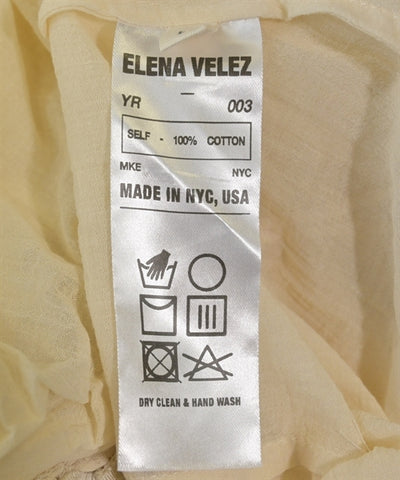 ELENA VELEZ
YR 003
SELF - 100% COTTON
MKE NYC
MADE IN NYC, USA
DRY CLEAN & HAND WASH